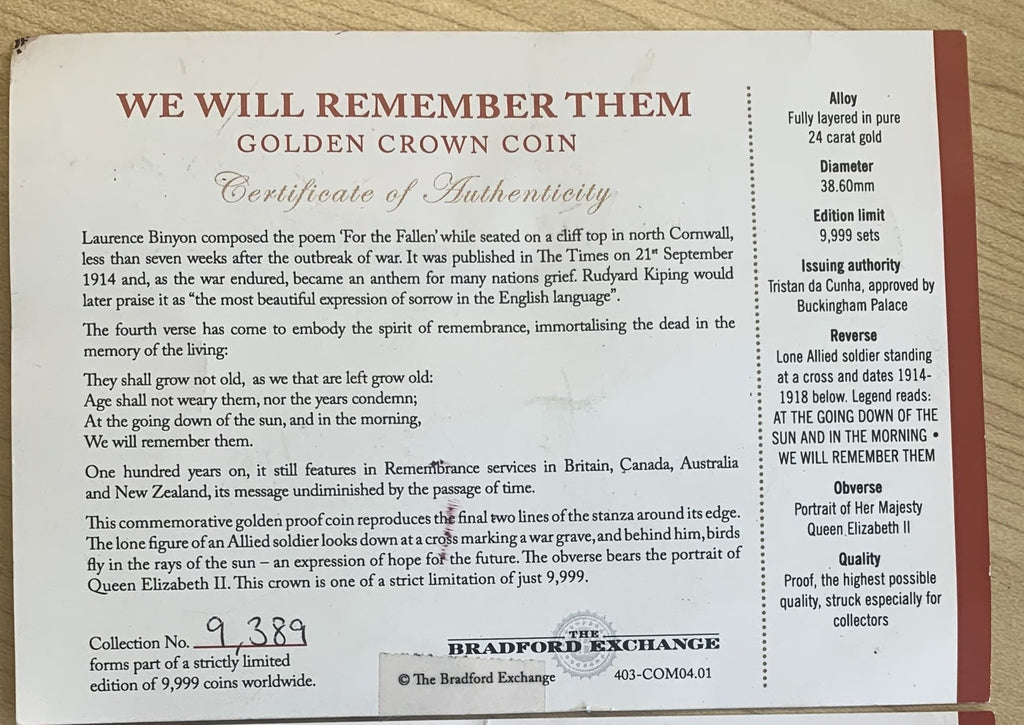 WE WILL REMEMBER THEM
GOLDEN CROWN COIN
Certificate of Authenticity
Laurence Binyon composed the poem 'For the Fallen' while seated on a cliff top in north Cornwall,
less than seven weeks after the outbreak of war. It was published in The Times on 21st September
1914 and, as the war endured, became an anthem for many nations grief. Rudyard Kiping would
later praise it as "the most beautiful expression of sorrow in the English language".
The fourth verse has come to embody the spirit of remembrance, immortalising the dead in the
memory of the living:
They shall grow not old, as we that are left grow old:
Age shall not weary them, nor the years condemn;
At the going down of the sun, and in the morning,
We will remember them.
One hundred years on, it still features in Remembrance services in Britain, Canada, Australia
and New Zealand, its message undiminished by the passage of time.
This commemorative golden proof coin reproduces the final two lines of the stanza around its edge.
The lone figure of an Allied soldier looks down at a cross marking a war grave, and behind him, birds
fly in the rays of the sun – an expression of hope for the future. The obverse bears the portrait of
Queen Elizabeth II. This crown is one of a strict limitation of just 9,999.
Collection No. 9,389
forms part of a strictly limited
edition of 9,999 coins worldwide.
THE
BRADFORD EXCHANGE
© The Bradford Exchange
403-COM04.01
Alloy
Fully layered in pure
24 carat gold
Diameter
38.60mm
Edition limit
9,999 sets
Issuing authority
Tristan da Cunha, approved by
Buckingham Palace
Reverse
Lone Allied soldier standing
at a cross and dates 1914-
1918 below. Legend reads:
AT THE GOING DOWN OF THE
SUN AND IN THE MORNING •
WE WILL REMEMBER THEM
Obverse
Portrait of Her Majesty
Queen Elizabeth II
Quality
Proof, the highest possible
quality, struck especially for
collectors